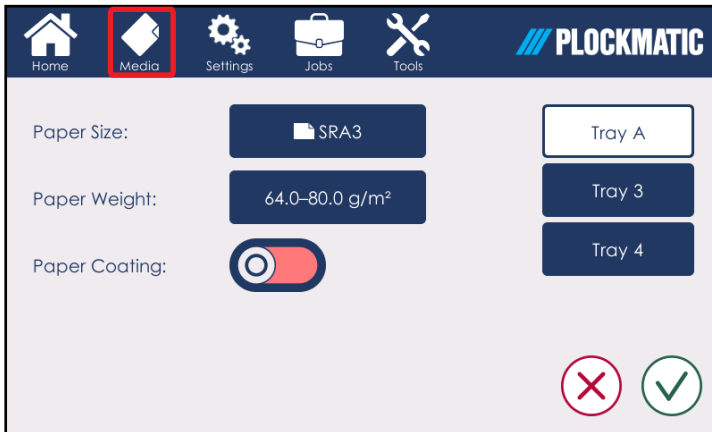 Home Media Settings Jobs Tools PLOCKMATIC
Paper Size: SRA3 Tray A
Paper Weight: 64.0–80.0 g/m² Tray 3
Paper Coating: Tray 4